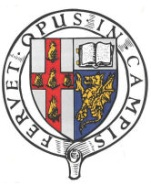 FERVET · OPUS IN CAMPIS